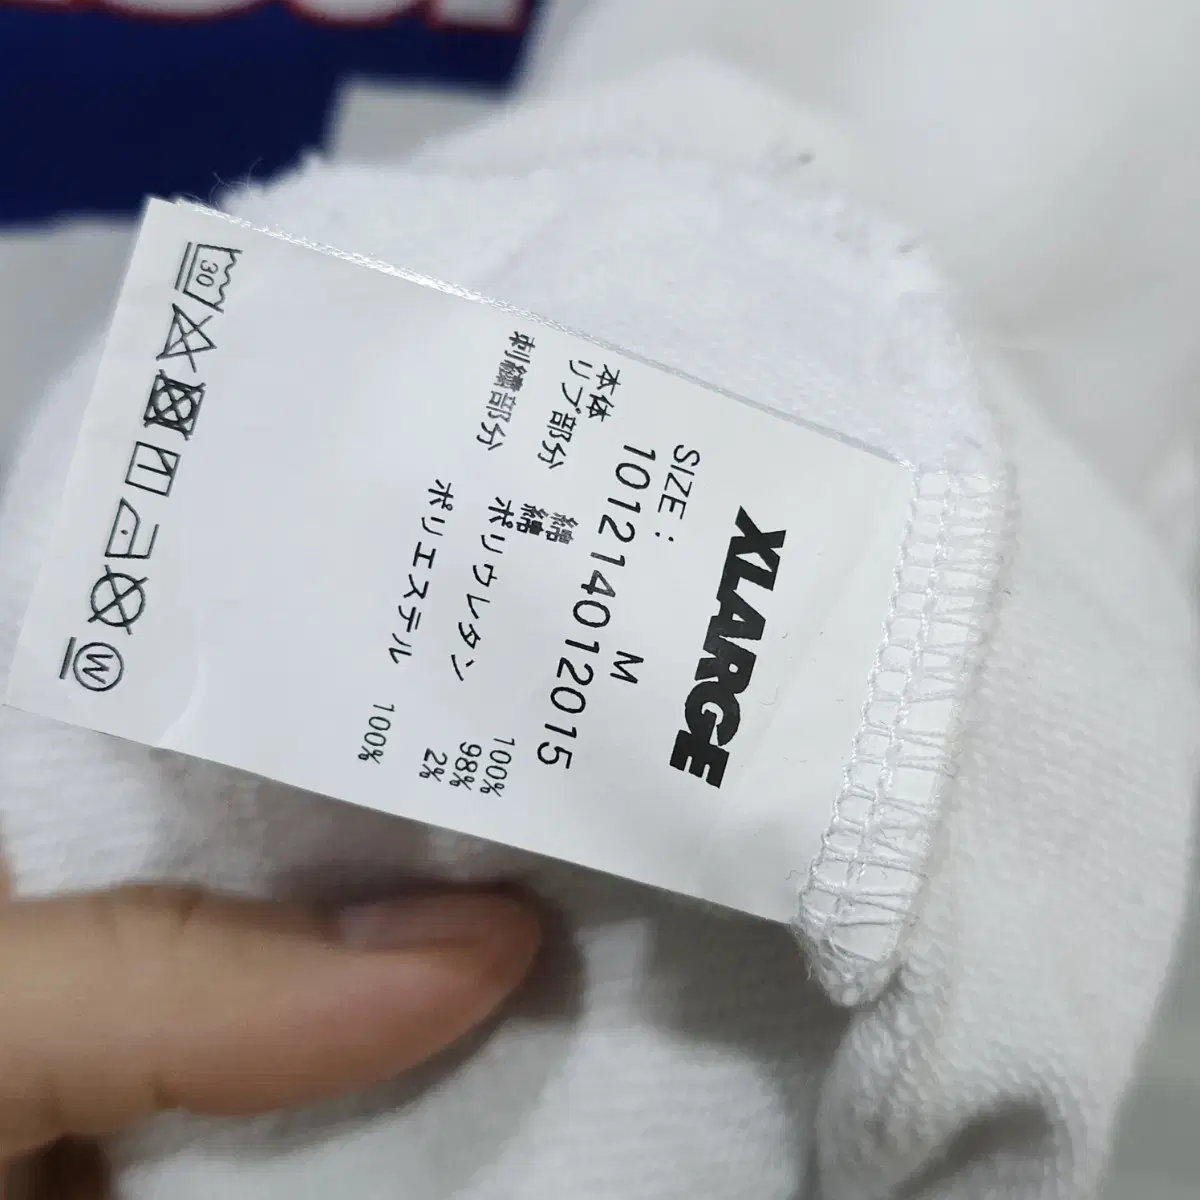 XLARGE
SIZE : M
101214012015
本体 綿 100%
リブ部分 綿 98%
ポリウレタン 2%
刺繍部分 ポリエステル 100%
30
W